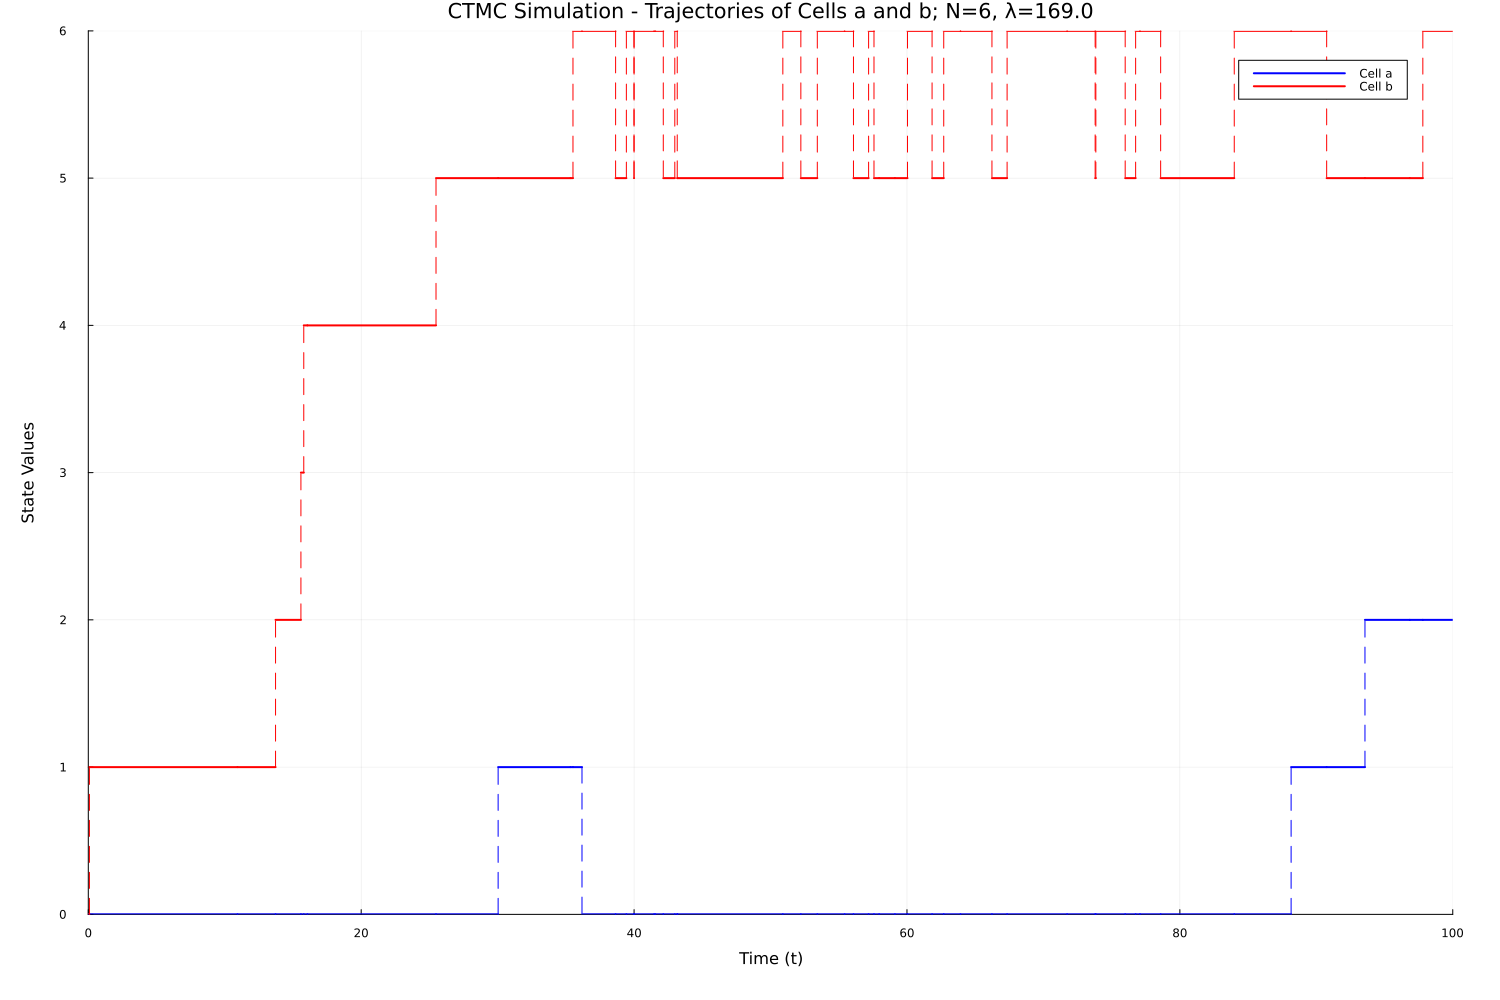 CTMC Simulation - Trajectories of Cells a and b; N=6, λ=169.0
6
5
4
3
2
1
0
State Values
Cell a
Cell b
0 20 40 60 80 100
Time (t)